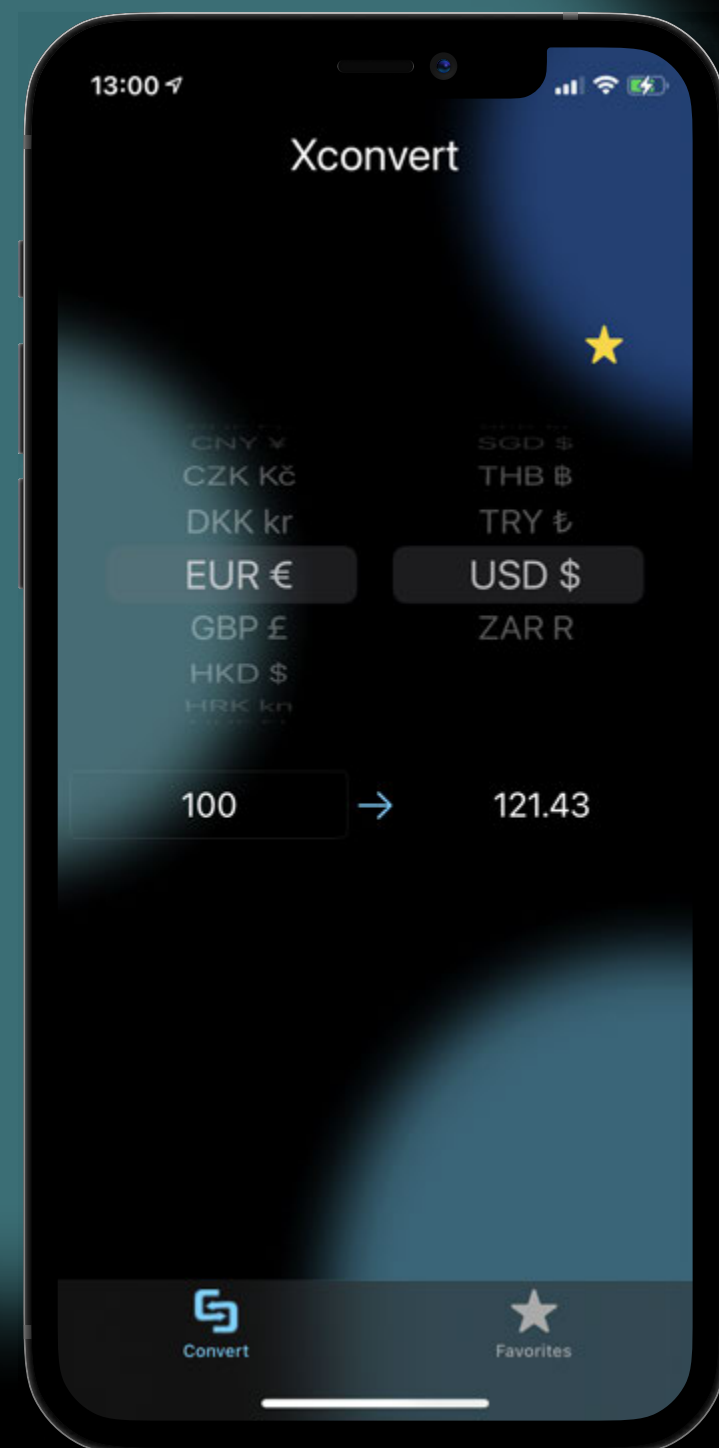 13:00
Xconvert
CNY ¥ SGD $
CZK Kč THB ฿
DKK kr TRY ₺
EUR € USD $
GBP £ ZAR R
HKD $
HRK kn
100 → 121.43
Convert Favorites